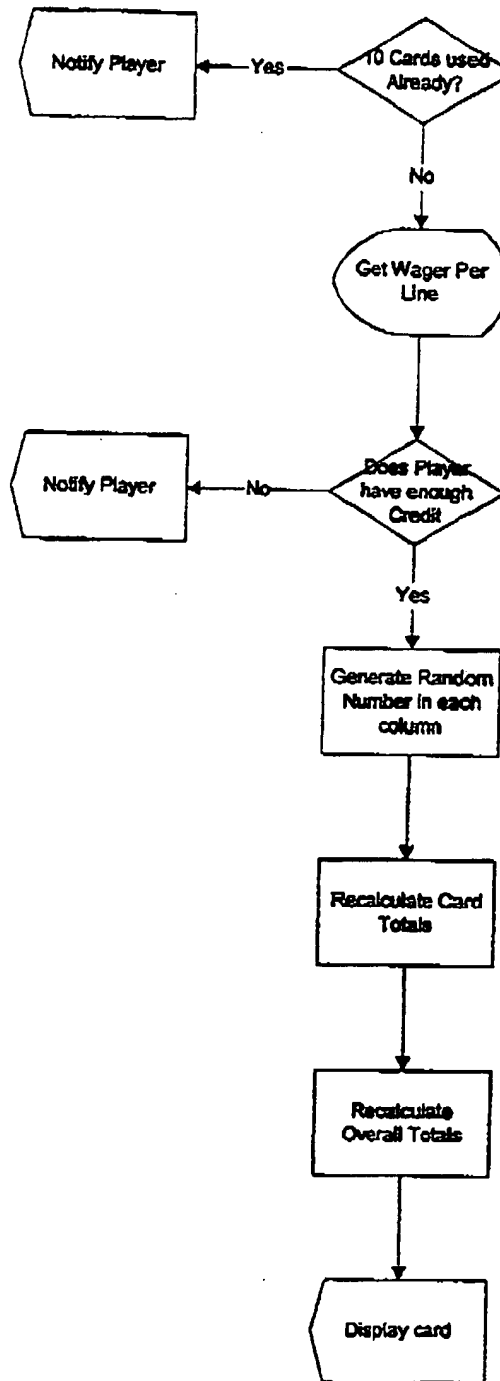 Notify Player
Yes
10 Cards used
Already?
No
Get Wager Per
Line
Notify Player
No
Does Player
have enough
Credit
Yes
Generate Random
Number in each
column
Recalculate Card
Totals
Recalculate
Overall Totals
Display card